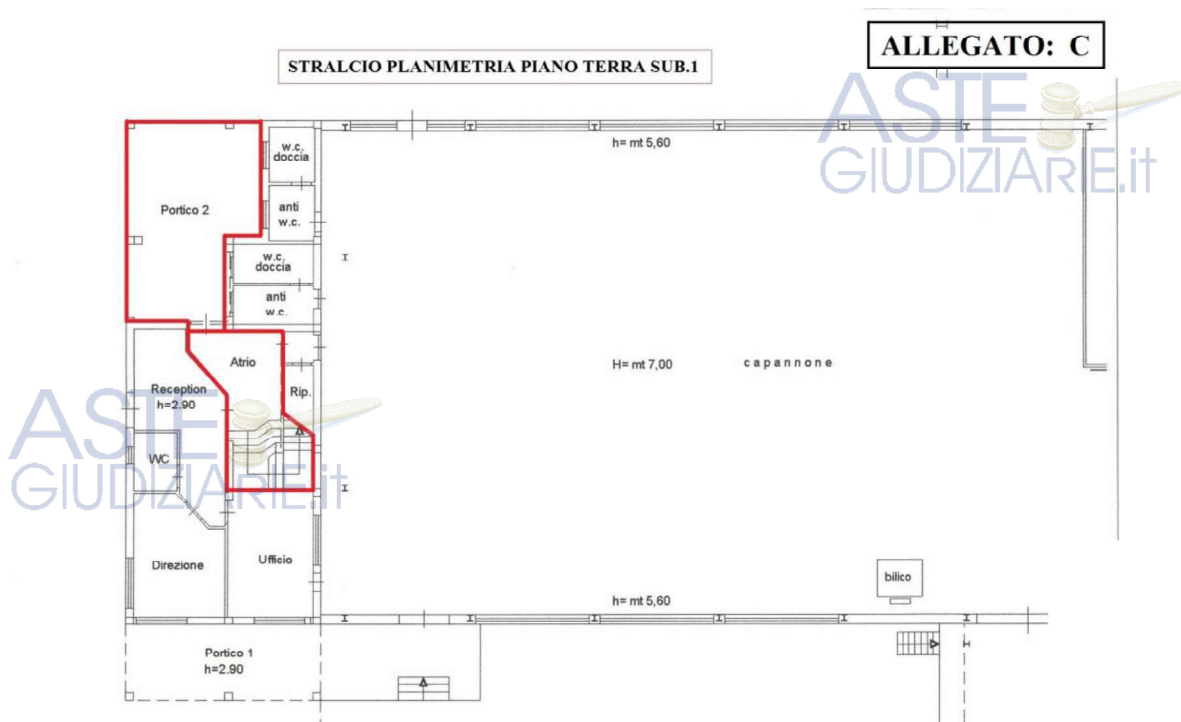 ALLEGATO: C
STRALCIO PLANIMETRIA PIANO TERRA SUB.1
ASTE
GIUDIZIARIE.it
h= mt 5,60
w.c.
doccia
Portico 2
anti
w.c.
w.c.
doccia
anti
w.c.
Atrio
H= mt 7,00
capannone
Reception
h=2.90
Rip.
ASTE
GIUDIZIARIE.it
WC
Direzione
Ufficio
bilico
h= mt 5,60
Portico 1
h=2.90